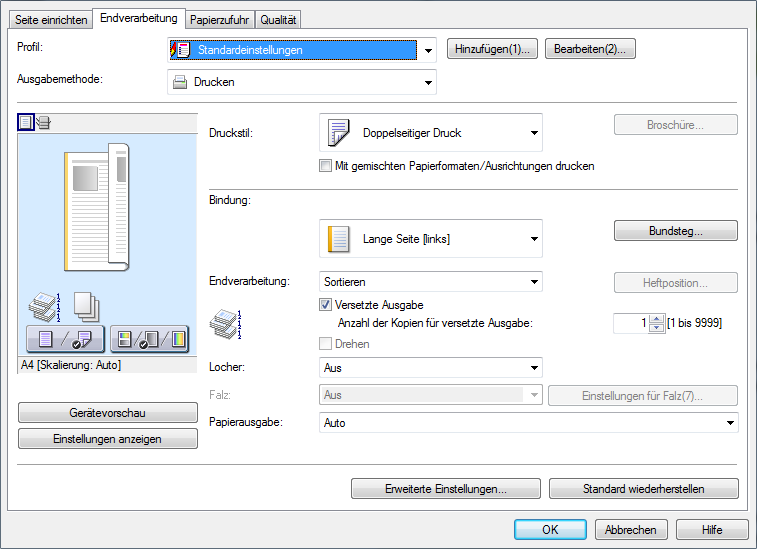 Seite einrichten Endverarbeitung Papierzufuhr Qualität
Profil: Standardeinstellungen Hinzufügen(1)... Bearbeiten(2)...
Ausgabemethode: Drucken
Druckstil: Doppelseitiger Druck Broschüre...
Mit gemischten Papierformaten/Ausrichtungen drucken
Bindung:
Lange Seite [links] Bundsteg...
Endverarbeitung: Sortieren Heftposition...
Versetzte Ausgabe
Anzahl der Kopien für versetzte Ausgabe: 1 [1 bis 9999]
Drehen
A4 [Skalierung: Auto]
Locher: Aus
Falz: Aus Einstellungen für Falz(7)...
Gerätevorschau
Papierausgabe: Auto
Einstellungen anzeigen
Erweiterte Einstellungen... Standard wiederherstellen
OK Abbrechen Hilfe